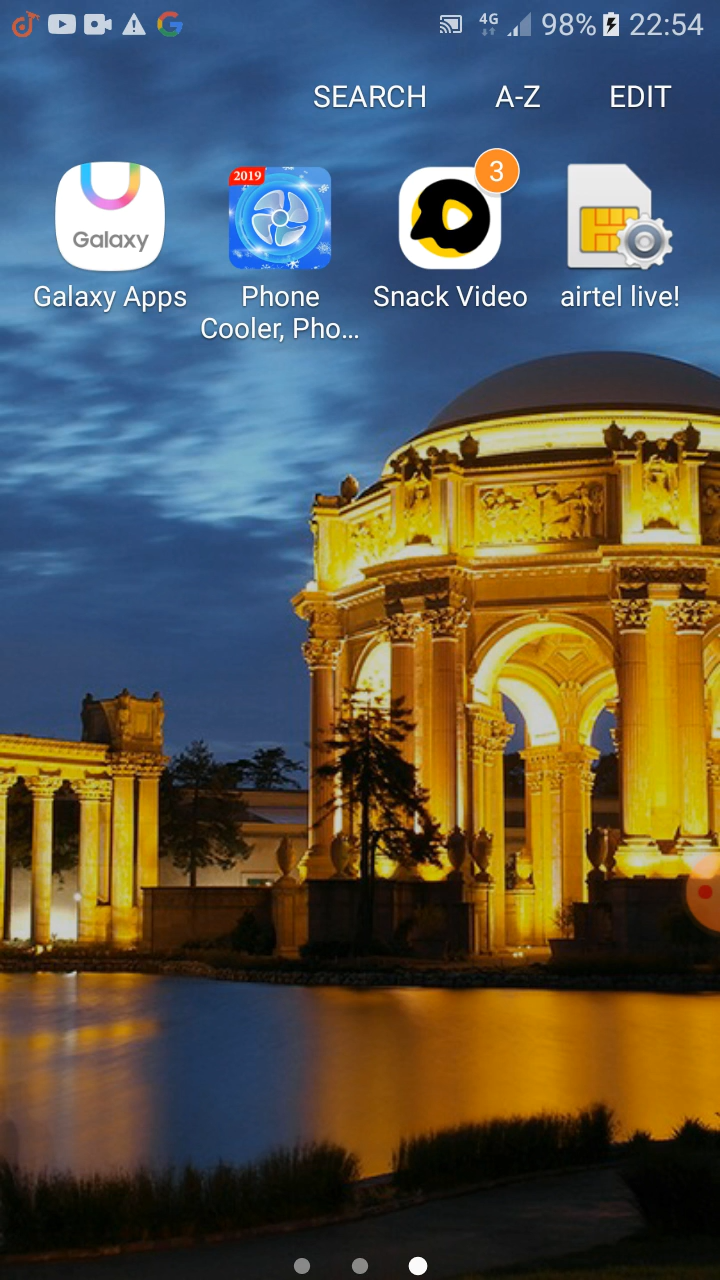 4G 98% 22:54
SEARCH A-Z EDIT
2019 3
Galaxy
Galaxy Apps Phone Snack Video airtel live!
Cooler, Pho...